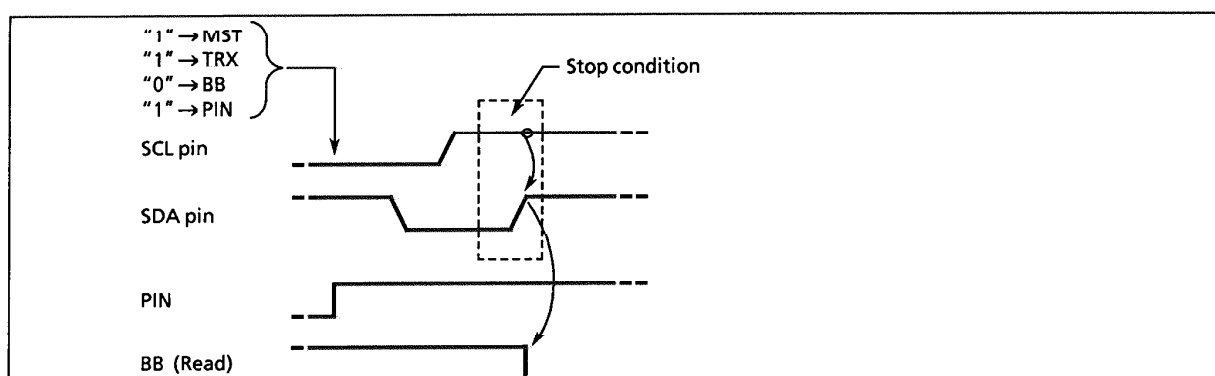 "1" → MST
"1" → TRX
"0" → BB
"1" → PIN
Stop condition
SCL pin
SDA pin
PIN
BB (Read)